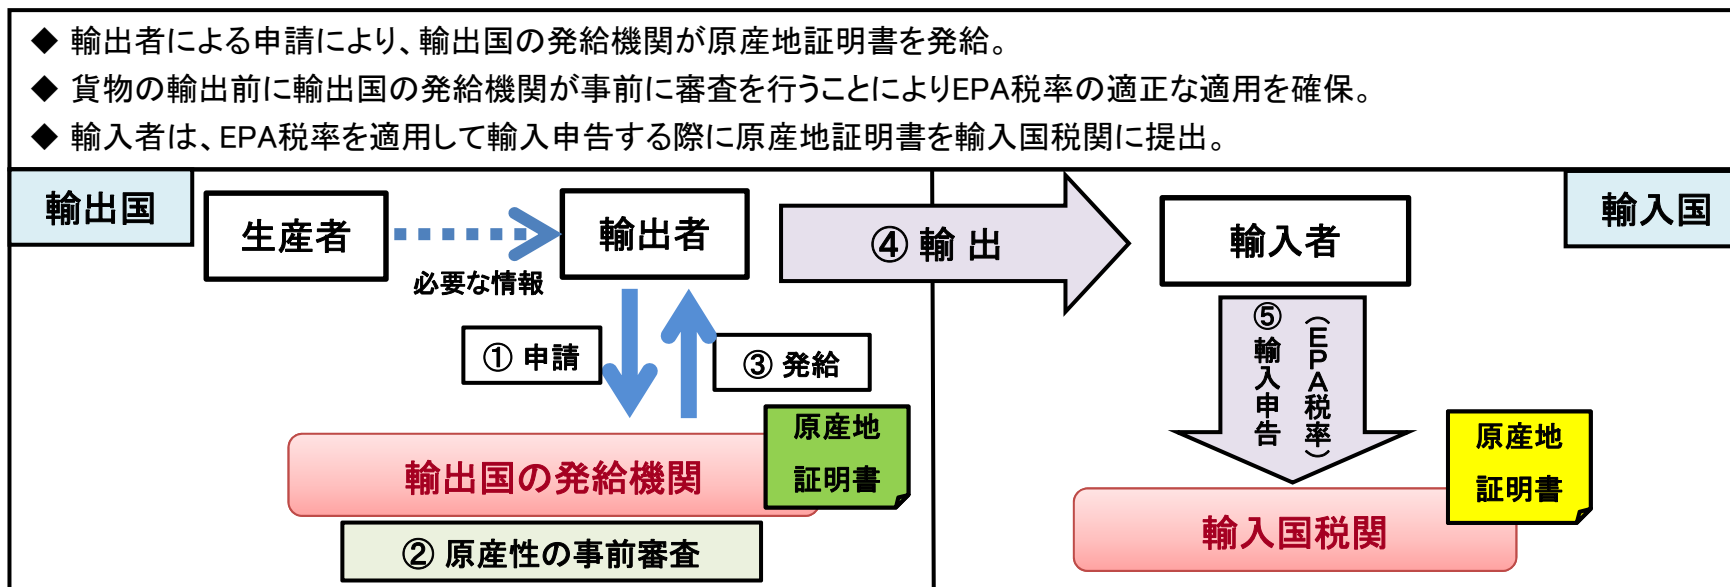 ◆ 輸出者による申請により、輸出国の発給機関が原産地証明書を発給。
◆ 貨物の輸出前に輸出国の発給機関が事前に審査を行うことによりEPA税率の適正な適用を確保。
◆ 輸入者は、EPA税率を適用して輸入申告する際に原産地証明書を輸入国税関に提出。
輸出国
生産者
必要な情報
輸出者
④ 輸 出
輸入者
輸入国
① 申請
③ 発給
⑤輸入申告
（ＥＰＡ税率）
原産地
証明書
輸出国の発給機関
② 原産性の事前審査
原産地
証明書
輸入国税関